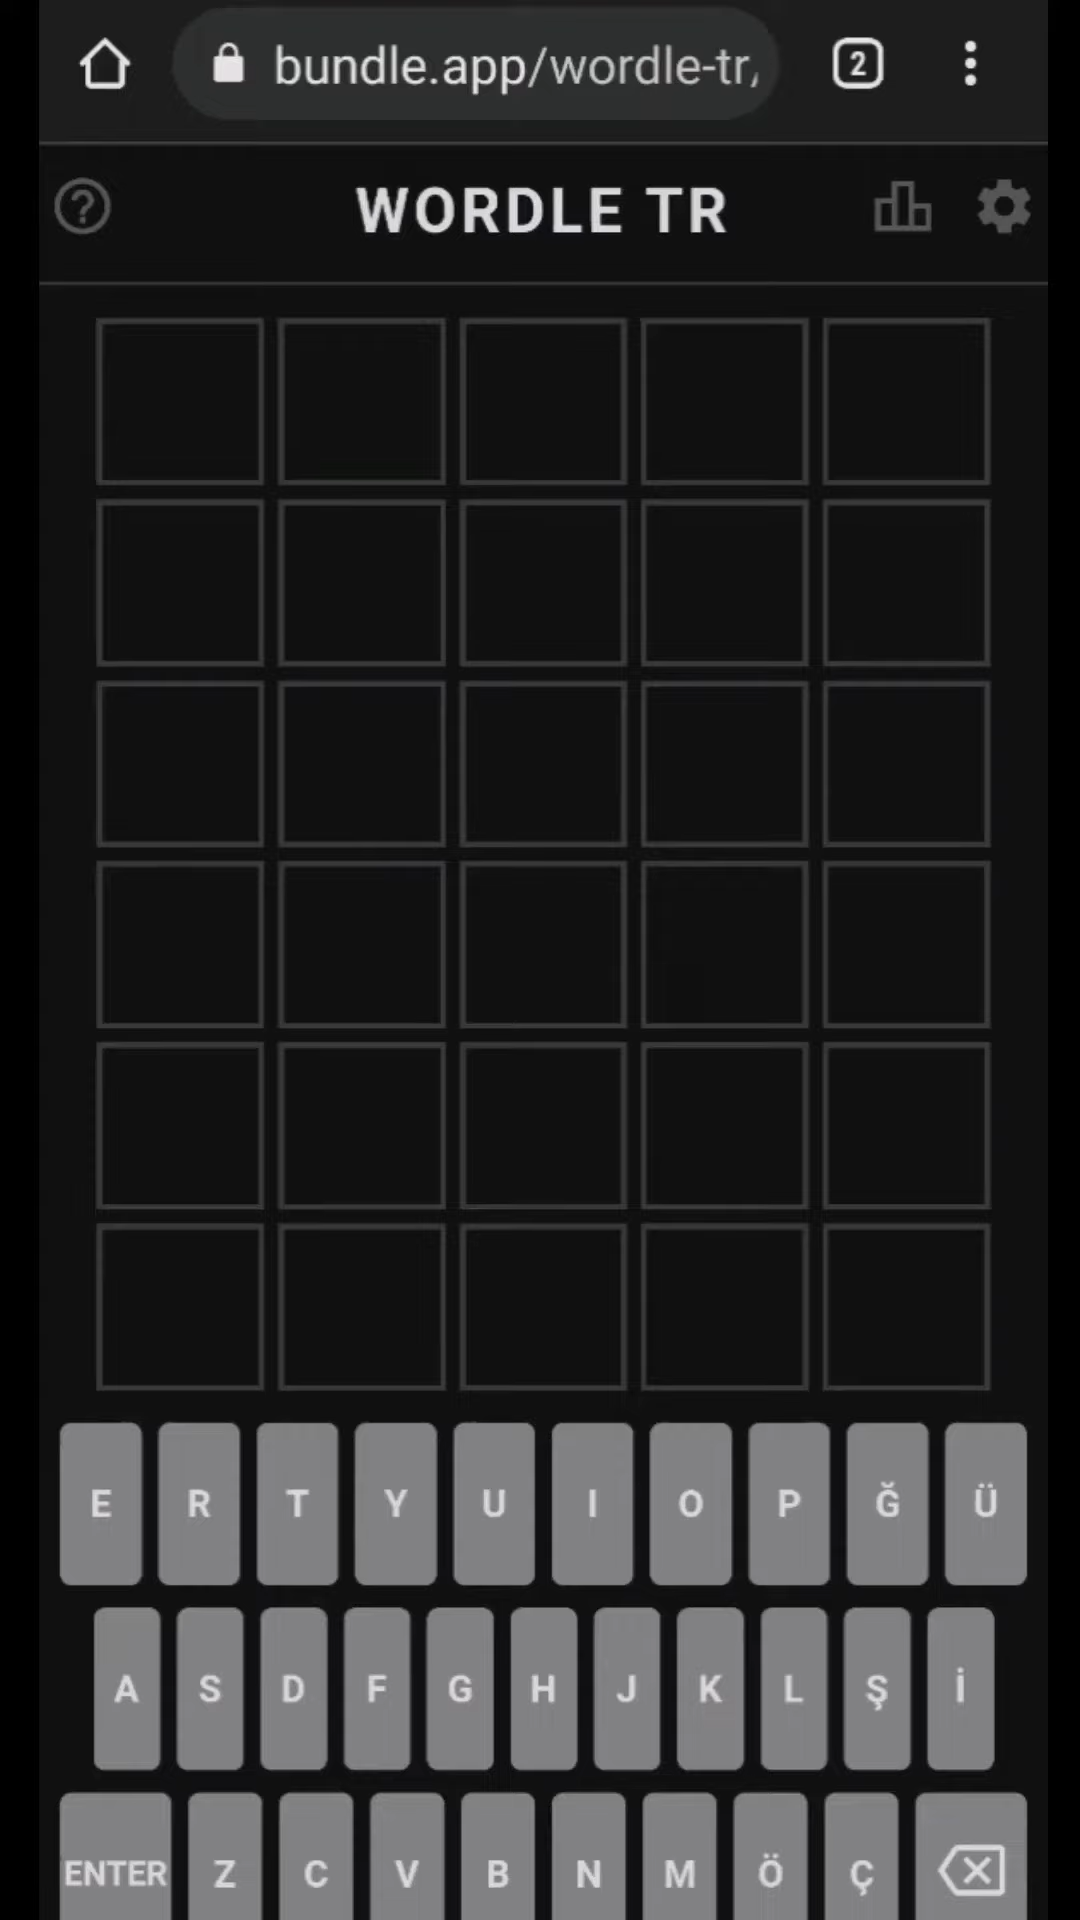 bundle.app/wordle-tr/
2
?
WORDLE TR
E R T Y U I O P Ğ Ü
A S D F G H J K L Ş İ
ENTER Z C V B N M Ö Ç